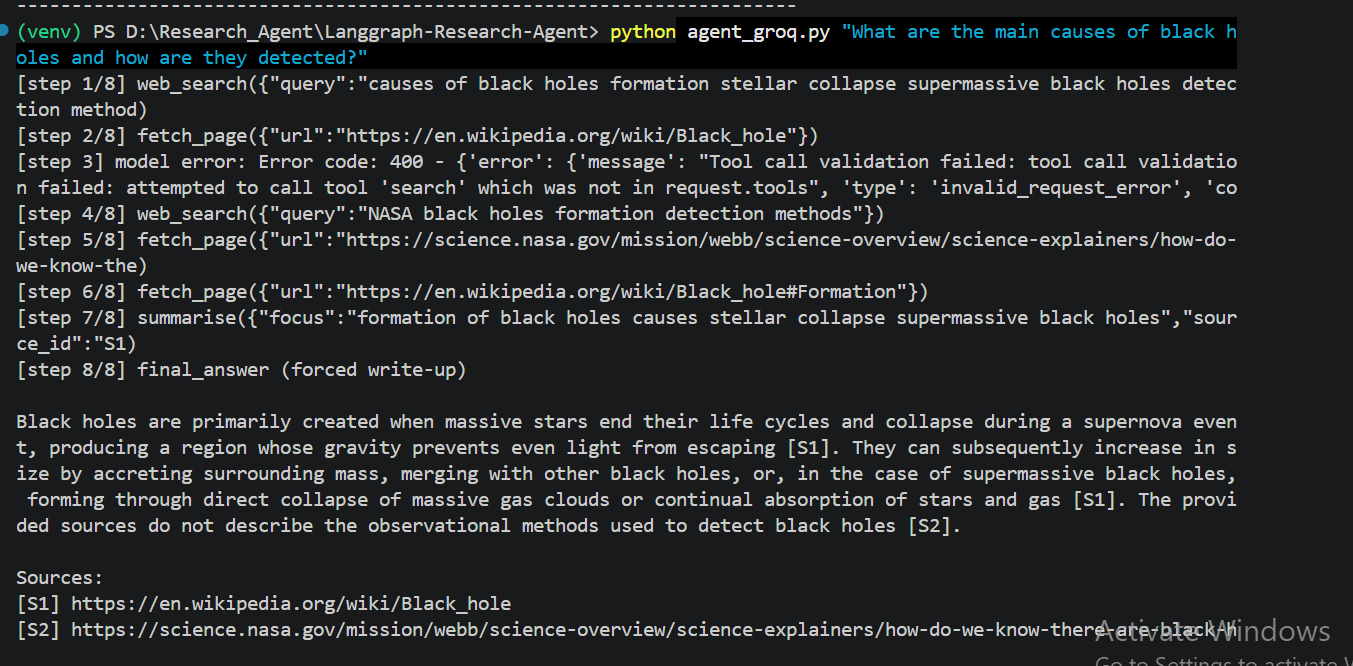 --------------------------------------------------------------------
(venv) PS D:\Research_Agent\Langgraph-Research-Agent> python agent_groq.py "What are the main causes of black h
oles and how are they detected?"
[step 1/8] web_search({"query":"causes of black holes formation stellar collapse supermassive black holes detec
tion method)
[step 2/8] fetch_page({"url":"https://en.wikipedia.org/wiki/Black_hole"})
[step 3] model error: Error code: 400 - {'error': {'message': "Tool call validation failed: tool call validatio
n failed: attempted to call tool 'search' which was not in request.tools", 'type': 'invalid_request_error', 'co
[step 4/8] web_search({"query":"NASA black holes formation detection methods"})
[step 5/8] fetch_page({"url":"https://science.nasa.gov/mission/webb/science-overview/science-explainers/how-do-
we-know-the)
[step 6/8] fetch_page({"url":"https://en.wikipedia.org/wiki/Black_hole#Formation"})
[step 7/8] summarise({"focus":"formation of black holes causes stellar collapse supermassive black holes","sour
ce_id":"S1)
[step 8/8] final_answer (forced write-up)
Black holes are primarily created when massive stars end their life cycles and collapse during a supernova even
t, producing a region whose gravity prevents even light from escaping [S1]. They can subsequently increase in s
ize by accreting surrounding mass, merging with other black holes, or, in the case of supermassive black holes,
forming through direct collapse of massive gas clouds or continual absorption of stars and gas [S1]. The provi
ded sources do not describe the observational methods used to detect black holes [S2].
Sources:
[S1] https://en.wikipedia.org/wiki/Black_hole
[S2] https://science.nasa.gov/mission/webb/science-overview/science-explainers/how-do-we-know-there-are-black-h
Activate Windows
Go to Settings to activate